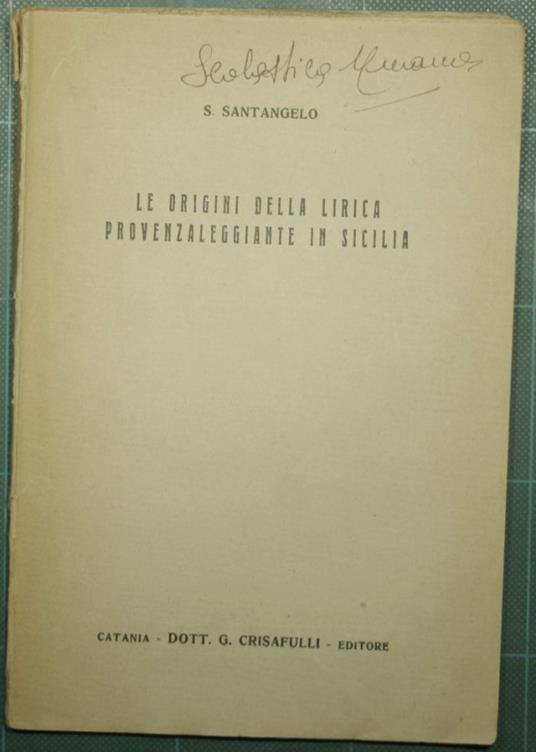 Scolastica
S. SANTANGELO
LE ORIGINI DELLA LIRICA
PROVENZALEGGIANTE IN SICILIA
CATANIA - DOTT. G. CRISAFULLI - EDITORE